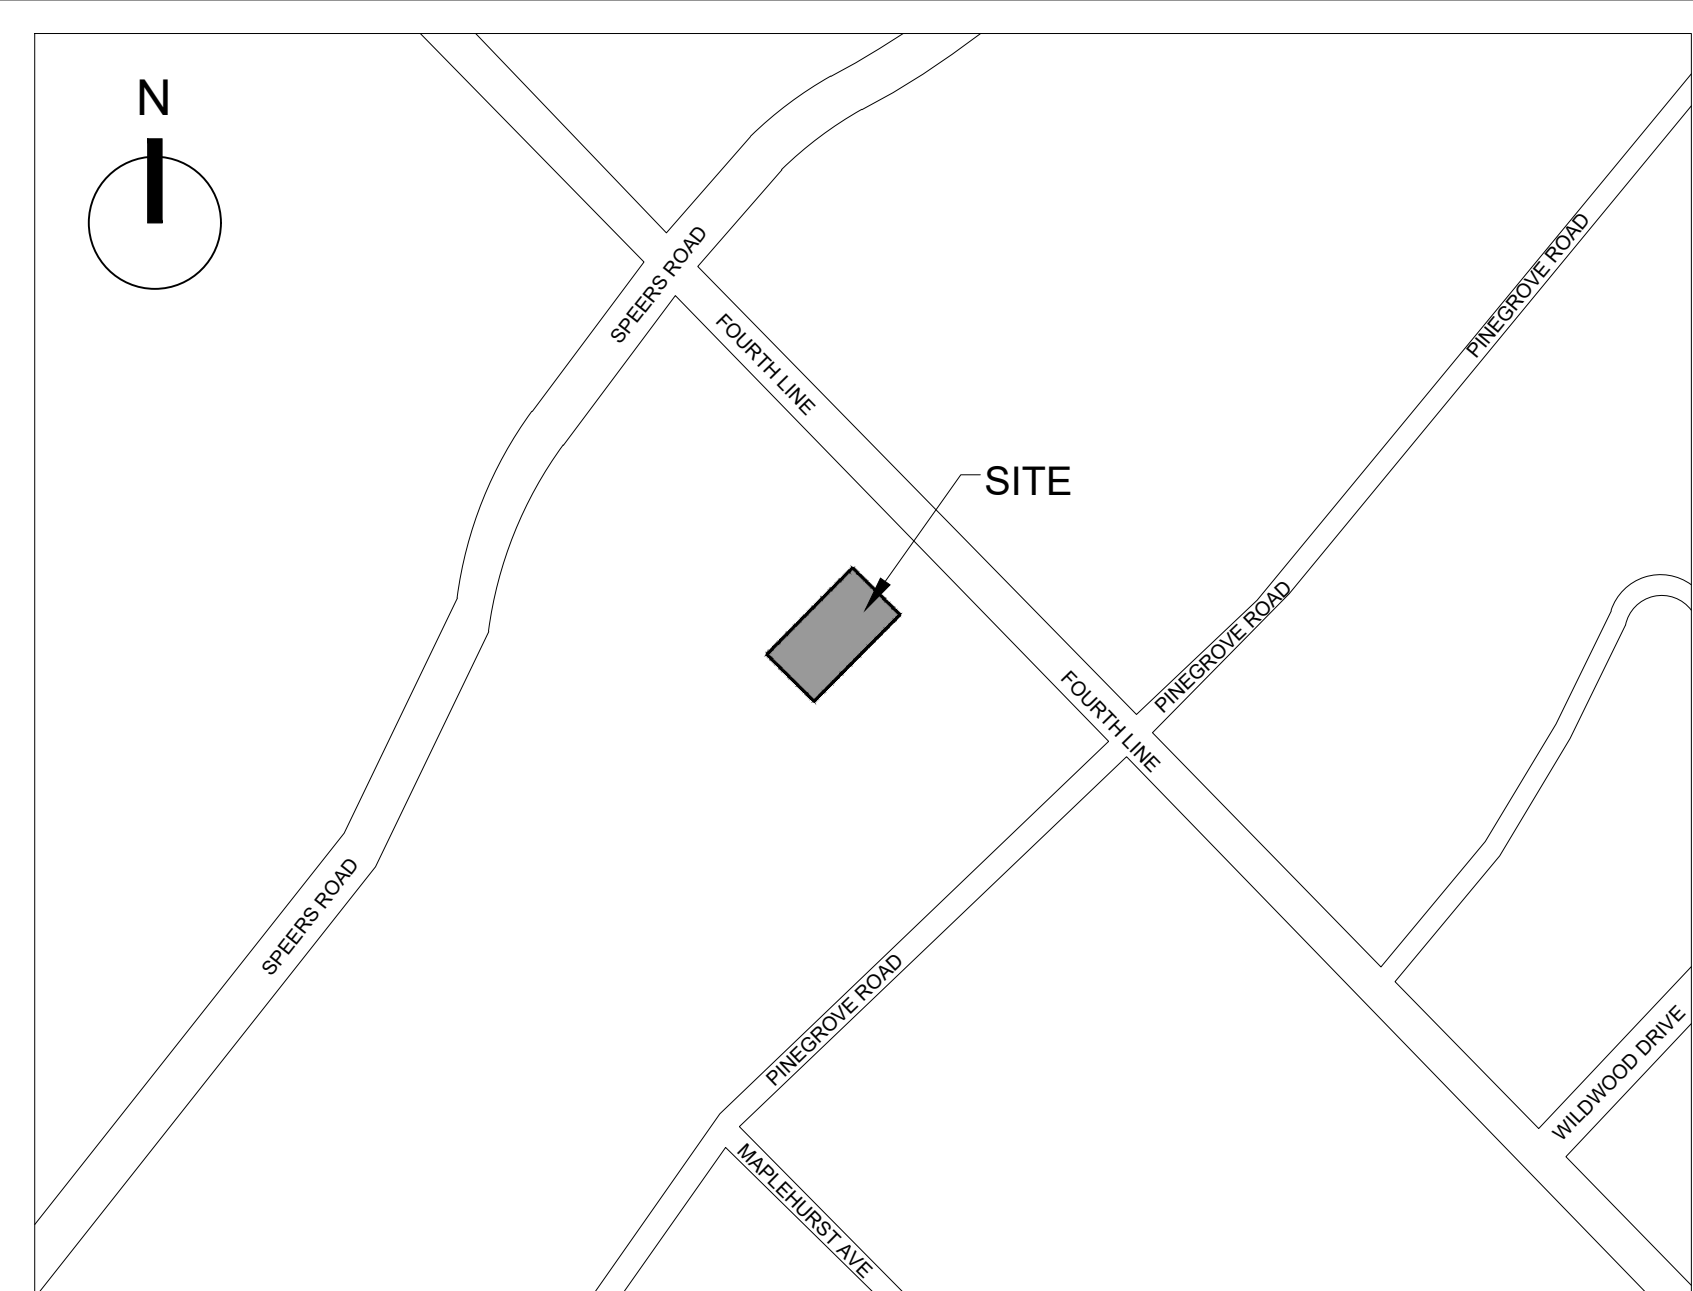 N
SPEERS ROAD
PINEGROVE ROAD
FOURTH LINE
SITE
PINEGROVE ROAD
FOURTH LINE
SPEERS ROAD
PINEGROVE ROAD
WILDWOOD DRIVE
MAPLEHURST AVE